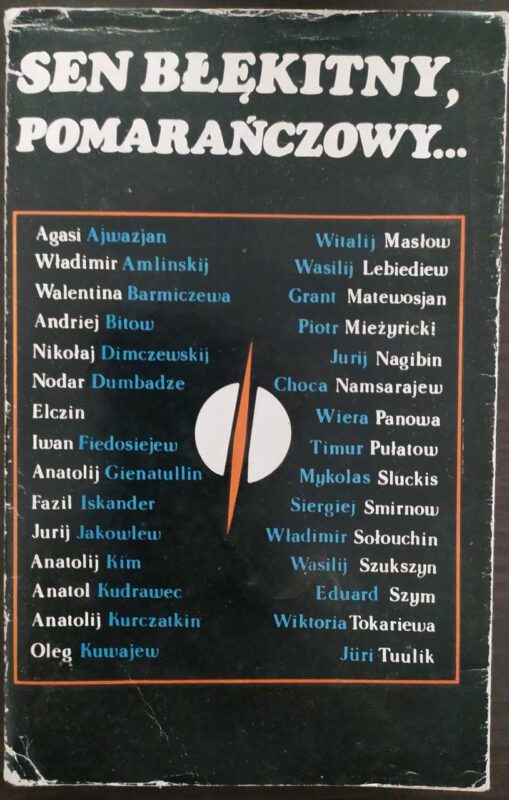 SEN BŁĘKITNY,
POMARAŃCZOWY...
Agasi Ajwazjan
Władimir Amlinskij
Walentina Barmiczewa
Andriej Bitow
Nikołaj Dimczewskij
Nodar Dumbadze
Elczin
Iwan Fiedosiejew
Anatolij Gienatullin
Fazil Iskander
Jurij Jakowlew
Anatolij Kim
Anatol Kudrawec
Anatolij Kurczatkin
Oleg Kuwajew
Witalij Masłow
Wasilij Lebiediew
Grant Matewosjan
Piotr Mieżyricki
Jurij Nagibin
Choca Namsarajew
Wiera Panowa
Timur Pułatow
Mykolas Sluckis
Siergiej Smirnow
Władimir Sołouchin
Wasilij Szukszyn
Eduard Szym
Wiktoria Tokariewa
Jüri Tuulik